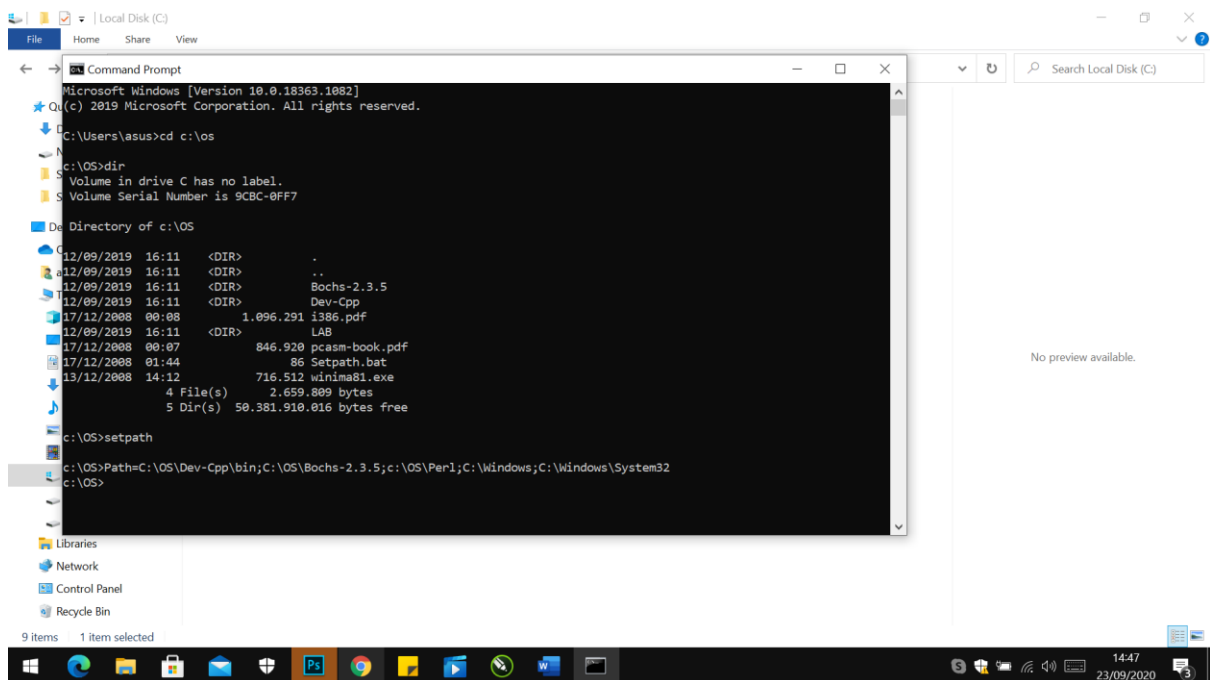 Local Disk (C:)
File Home Share View
Search Local Disk (C:)
Command Prompt
Microsoft Windows [Version 10.0.18363.1082]
(c) 2019 Microsoft Corporation. All rights reserved.
C:\Users\asus>cd c:\os
c:\OS>dir
Volume in drive C has no label.
Volume Serial Number is 9CBC-0FF7
Directory of c:\OS
12/09/2019 16:11 <DIR> .
12/09/2019 16:11 <DIR> ..
12/09/2019 16:11 <DIR> Bochs-2.3.5
12/09/2019 16:11 <DIR> Dev-Cpp
17/12/2008 00:08 1.096.291 i386.pdf
12/09/2019 16:11 <DIR> LAB
17/12/2008 00:07 846.920 pcasm-book.pdf
17/12/2008 01:44 86 Setpath.bat
13/12/2008 14:12 716.512 winima81.exe
4 File(s) 2.659.809 bytes
5 Dir(s) 50.381.910.016 bytes free
c:\OS>setpath
c:\OS>Path=C:\OS\Dev-Cpp\bin;C:\OS\Bochs-2.3.5;c:\OS\Perl;C:\Windows;C:\Windows\System32
c:\OS>
No preview available.
Libraries
Network
Control Panel
Recycle Bin
9 items 1 item selected
Ps
14:47
23/09/2020
3